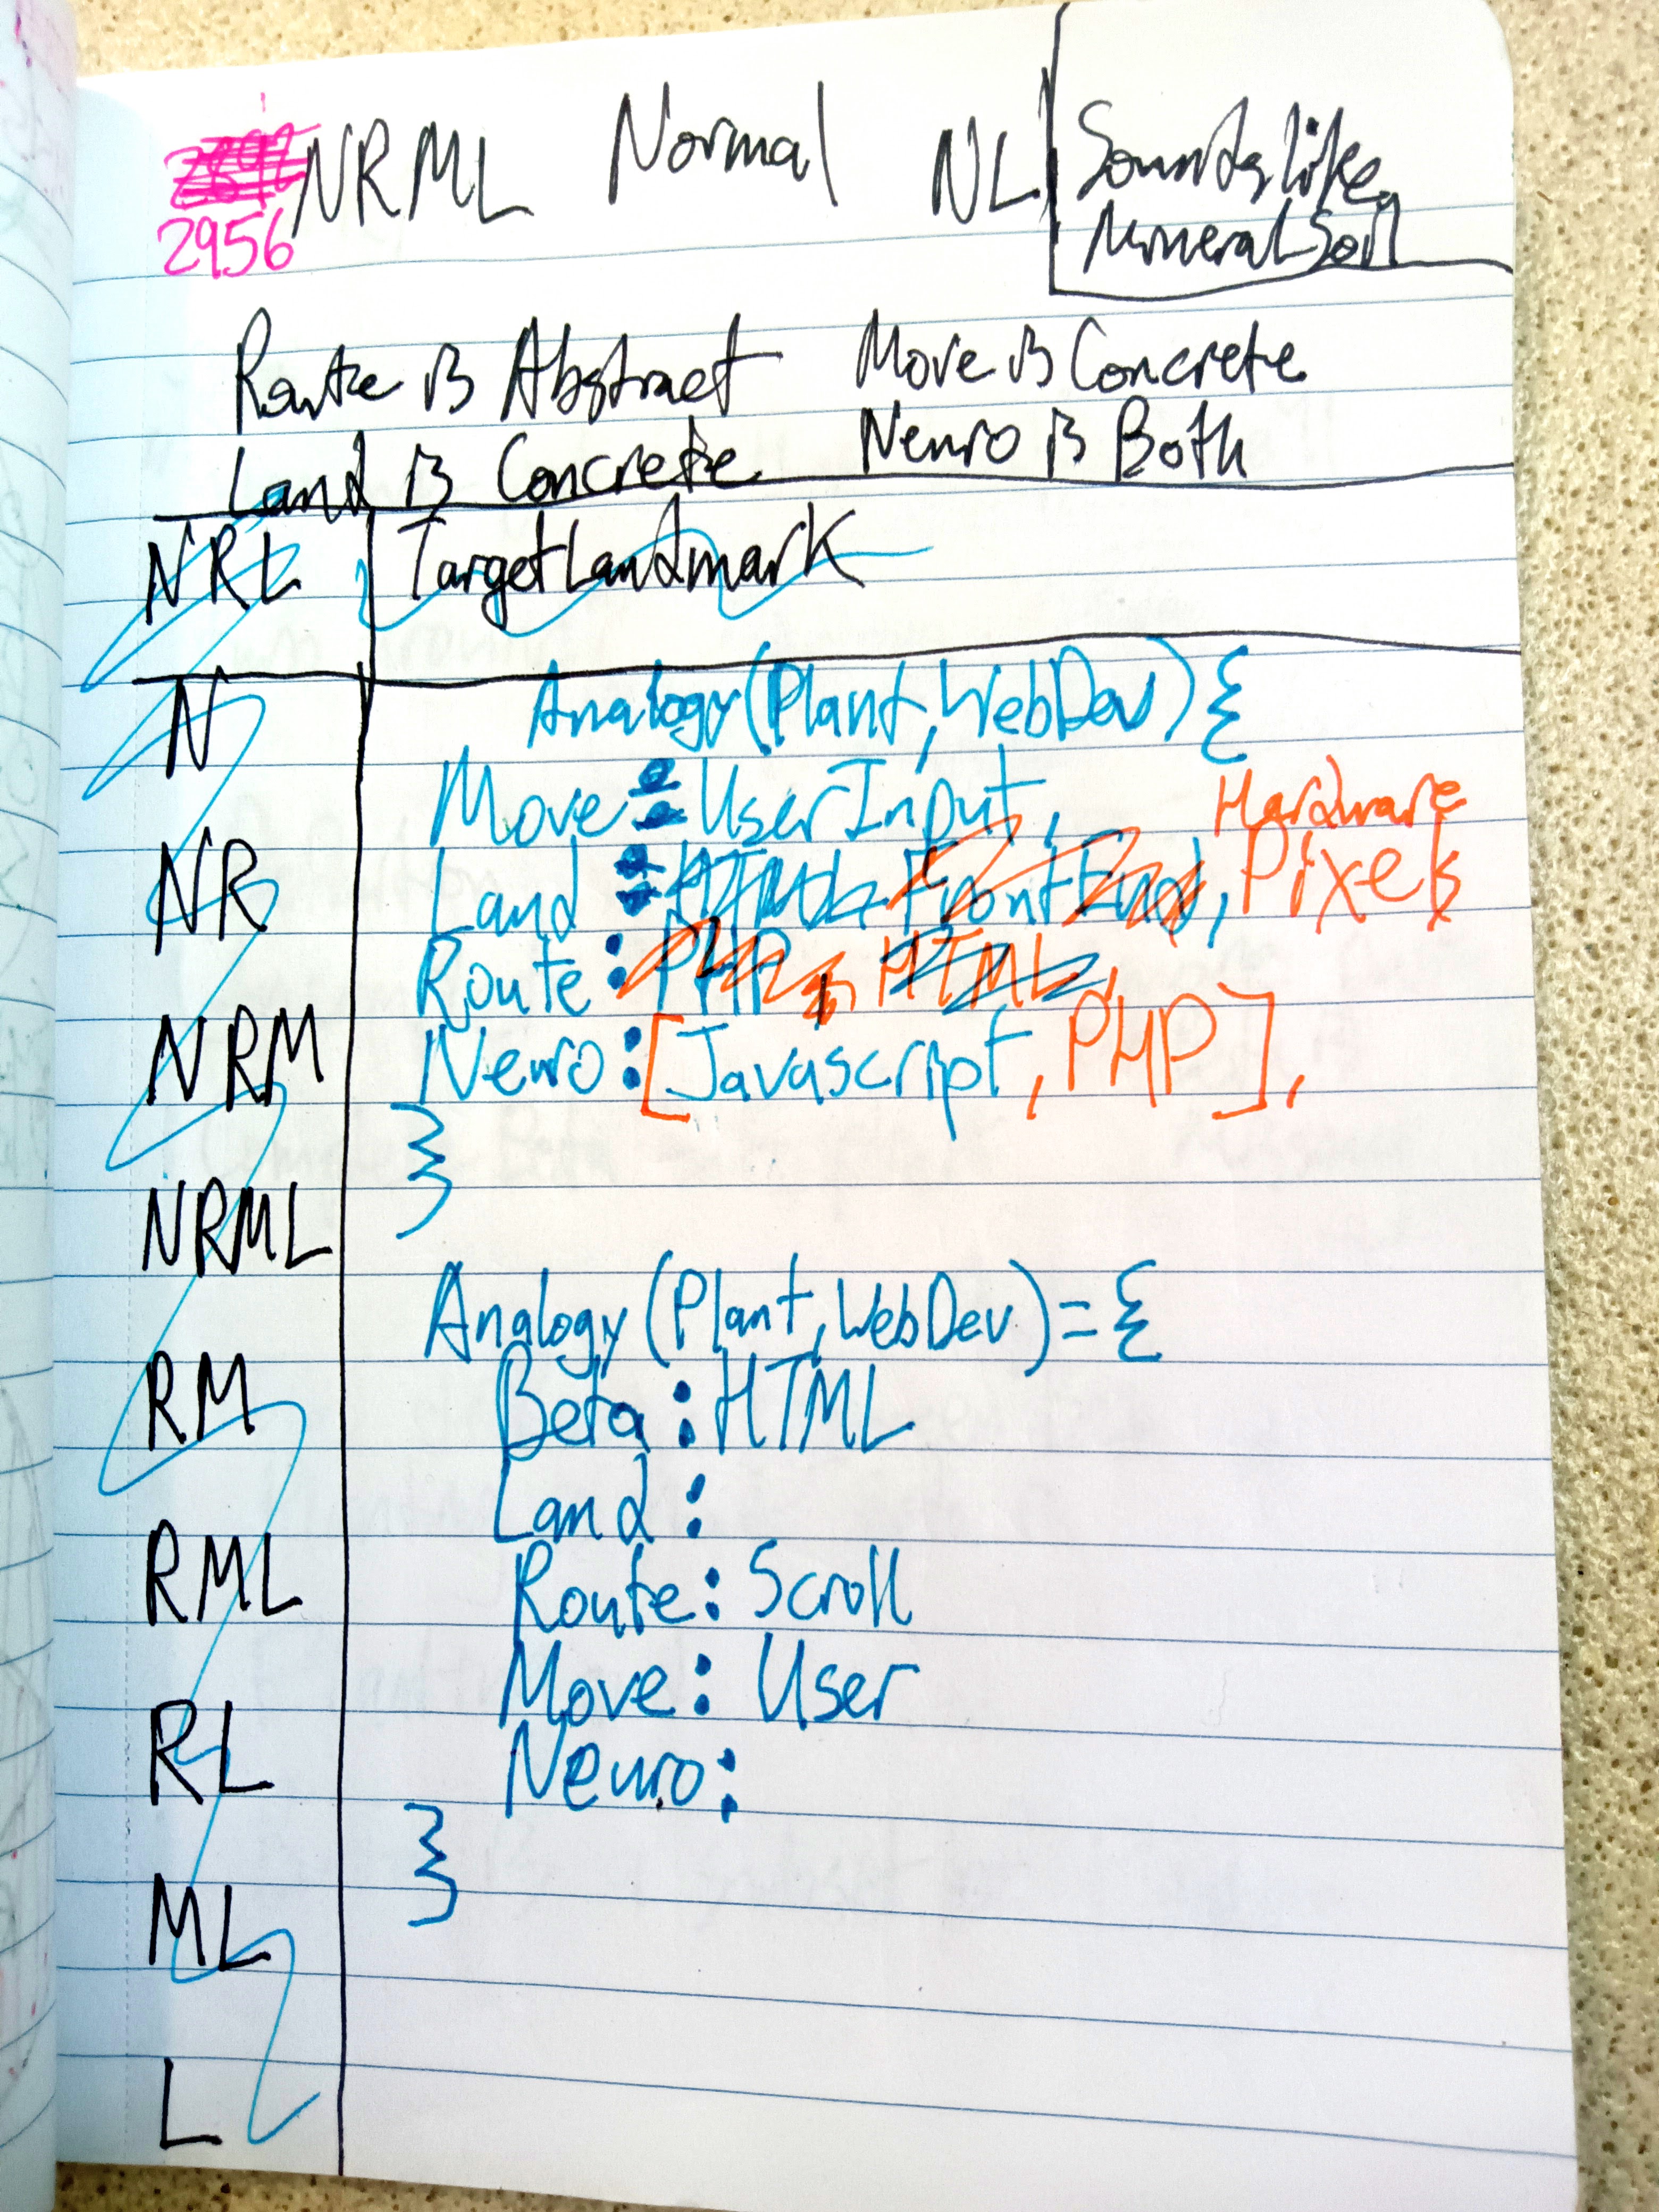 NRML Normal NL Sounds like
2956 Mineral Soil
Route is Abstract Move is Concrete
Land is Concrete Neuro is Both
NRL Target Landmark
N Analogy(Plant, WebDev) {
Move: UserInput, Hardware
Land: HTML FrontEnd, Pixels
NR
Route: PHP, HTML,
NRM Neuro: [Javascript, PHP],
}
NRML
Analogy(Plant, WebDev) = {
RM Beta: HTML
Land:
RML Route: Scroll
Move: User
RL Neuro:
}
ML
L